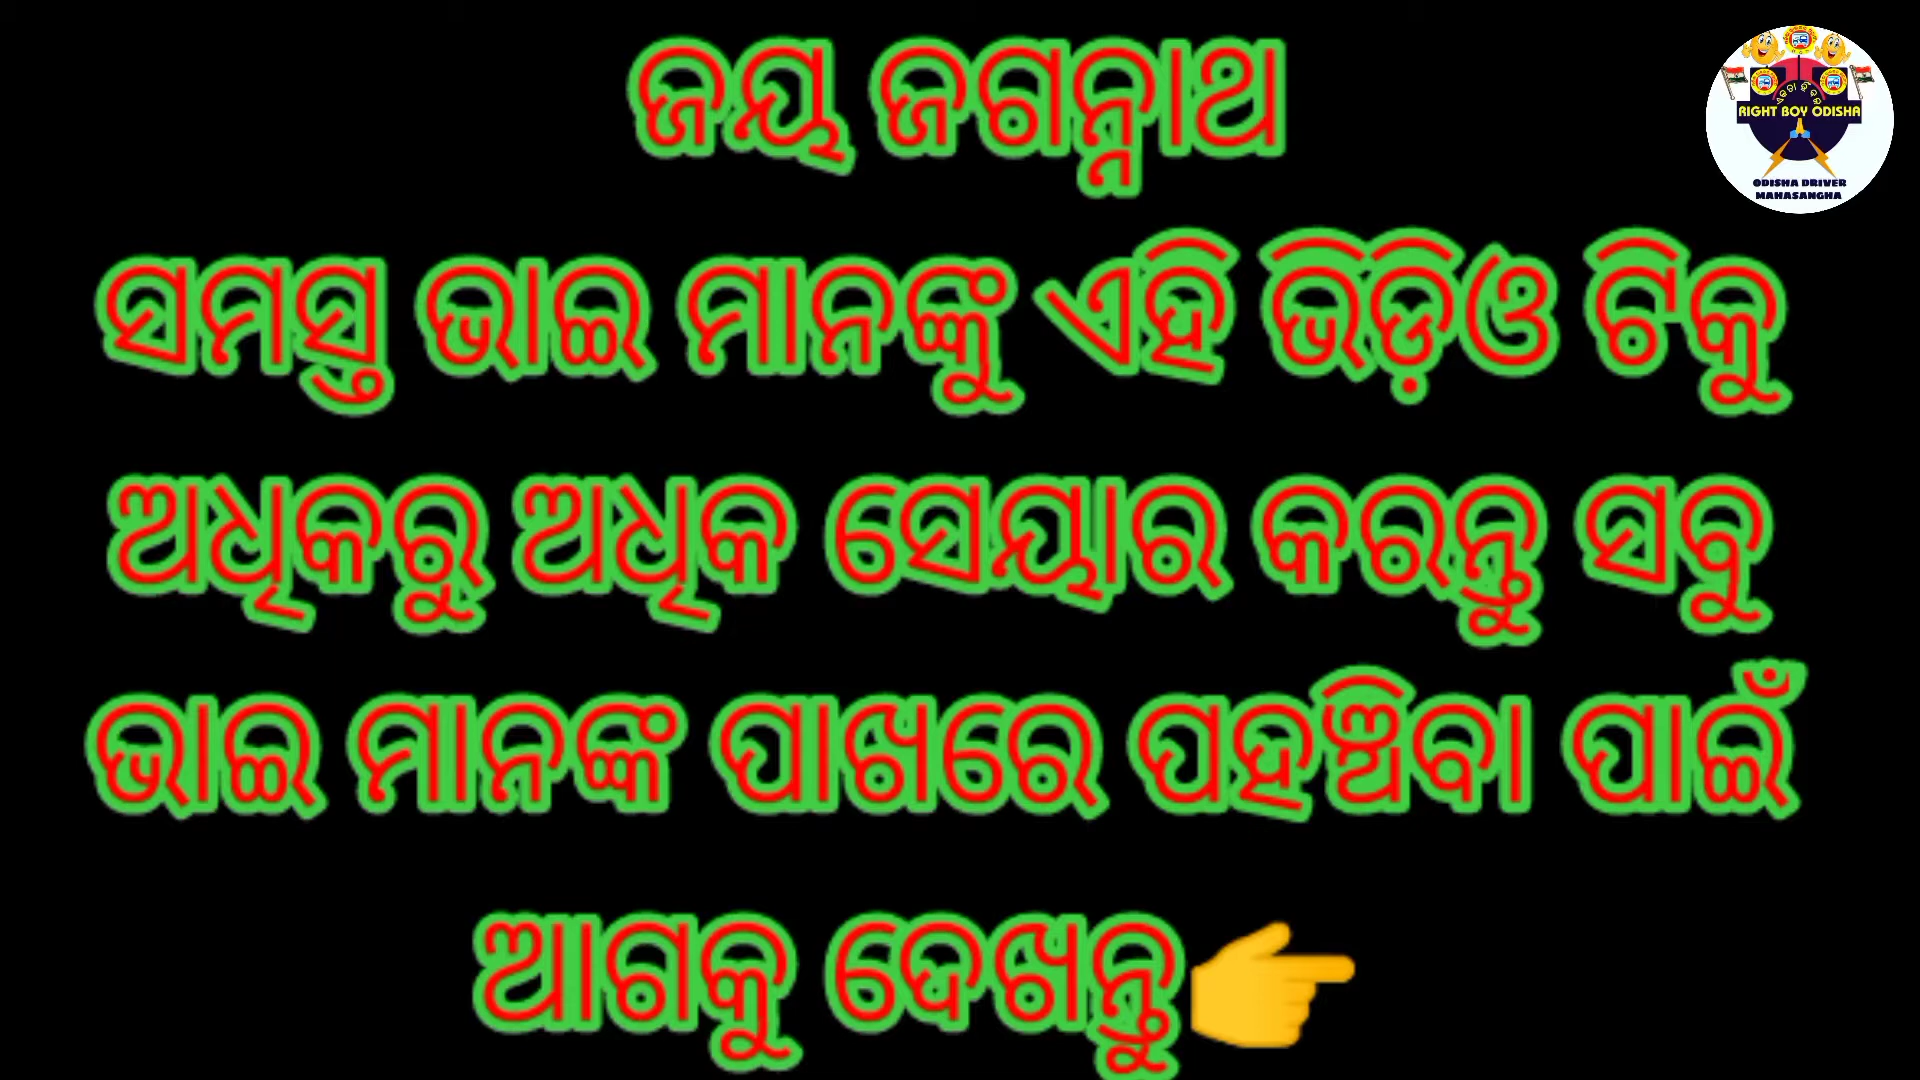 ଜୟ ଜଗନ୍ନାଥ
ସମସ୍ତ ଭାଇ ମାନଙ୍କୁ ଏହି ଭିଡ଼ିଓ ଟିକୁ
ଅଧିକରୁ ଅଧିକ ସେୟାର କରନ୍ତୁ ସବୁ
ଭାଇ ମାନଙ୍କ ପାଖରେ ପହଞ୍ଚିବା ପାଇଁ
ଆଗକୁ ଦେଖନ୍ତୁ👉
RIGHT BOY ODISHA
ODISHA DRIVER
MAHASANGHA